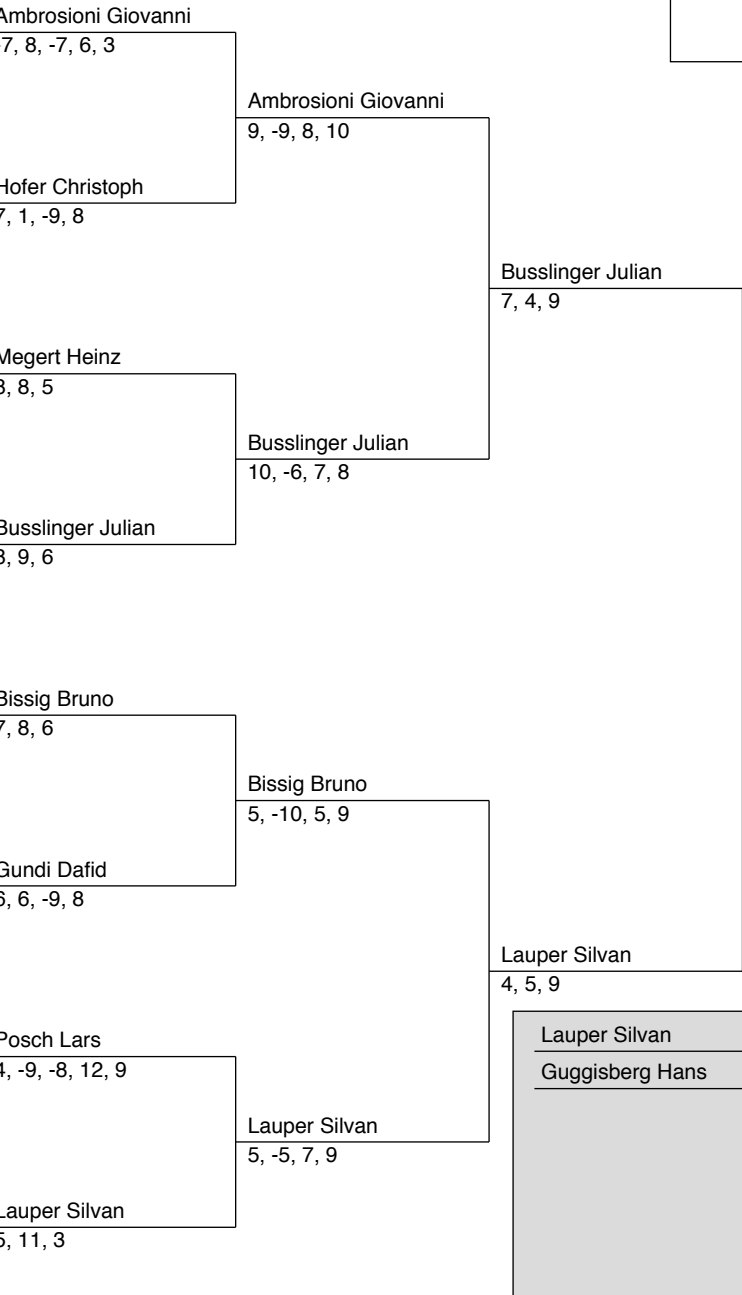 Ambrosioni Giovanni
-7, 8, -7, 6, 3
Ambrosioni Giovanni
9, -9, 8, 10
Hofer Christoph
7, 1, -9, 8
Busslinger Julian
7, 4, 9
Megert Heinz
8, 5
Busslinger Julian
10, -6, 7, 8
Busslinger Julian
9, 6
Bissig Bruno
7, 8, 6
Bissig Bruno
5, -10, 5, 9
Gundi Dafid
6, 6, -9, 8
Lauper Silvan
4, 5, 9
Posch Lars
4, -9, -8, 12, 9
Lauper Silvan
Guggisberg Hans
Lauper Silvan
5, -5, 7, 9
Lauper Silvan
5, 11, 3